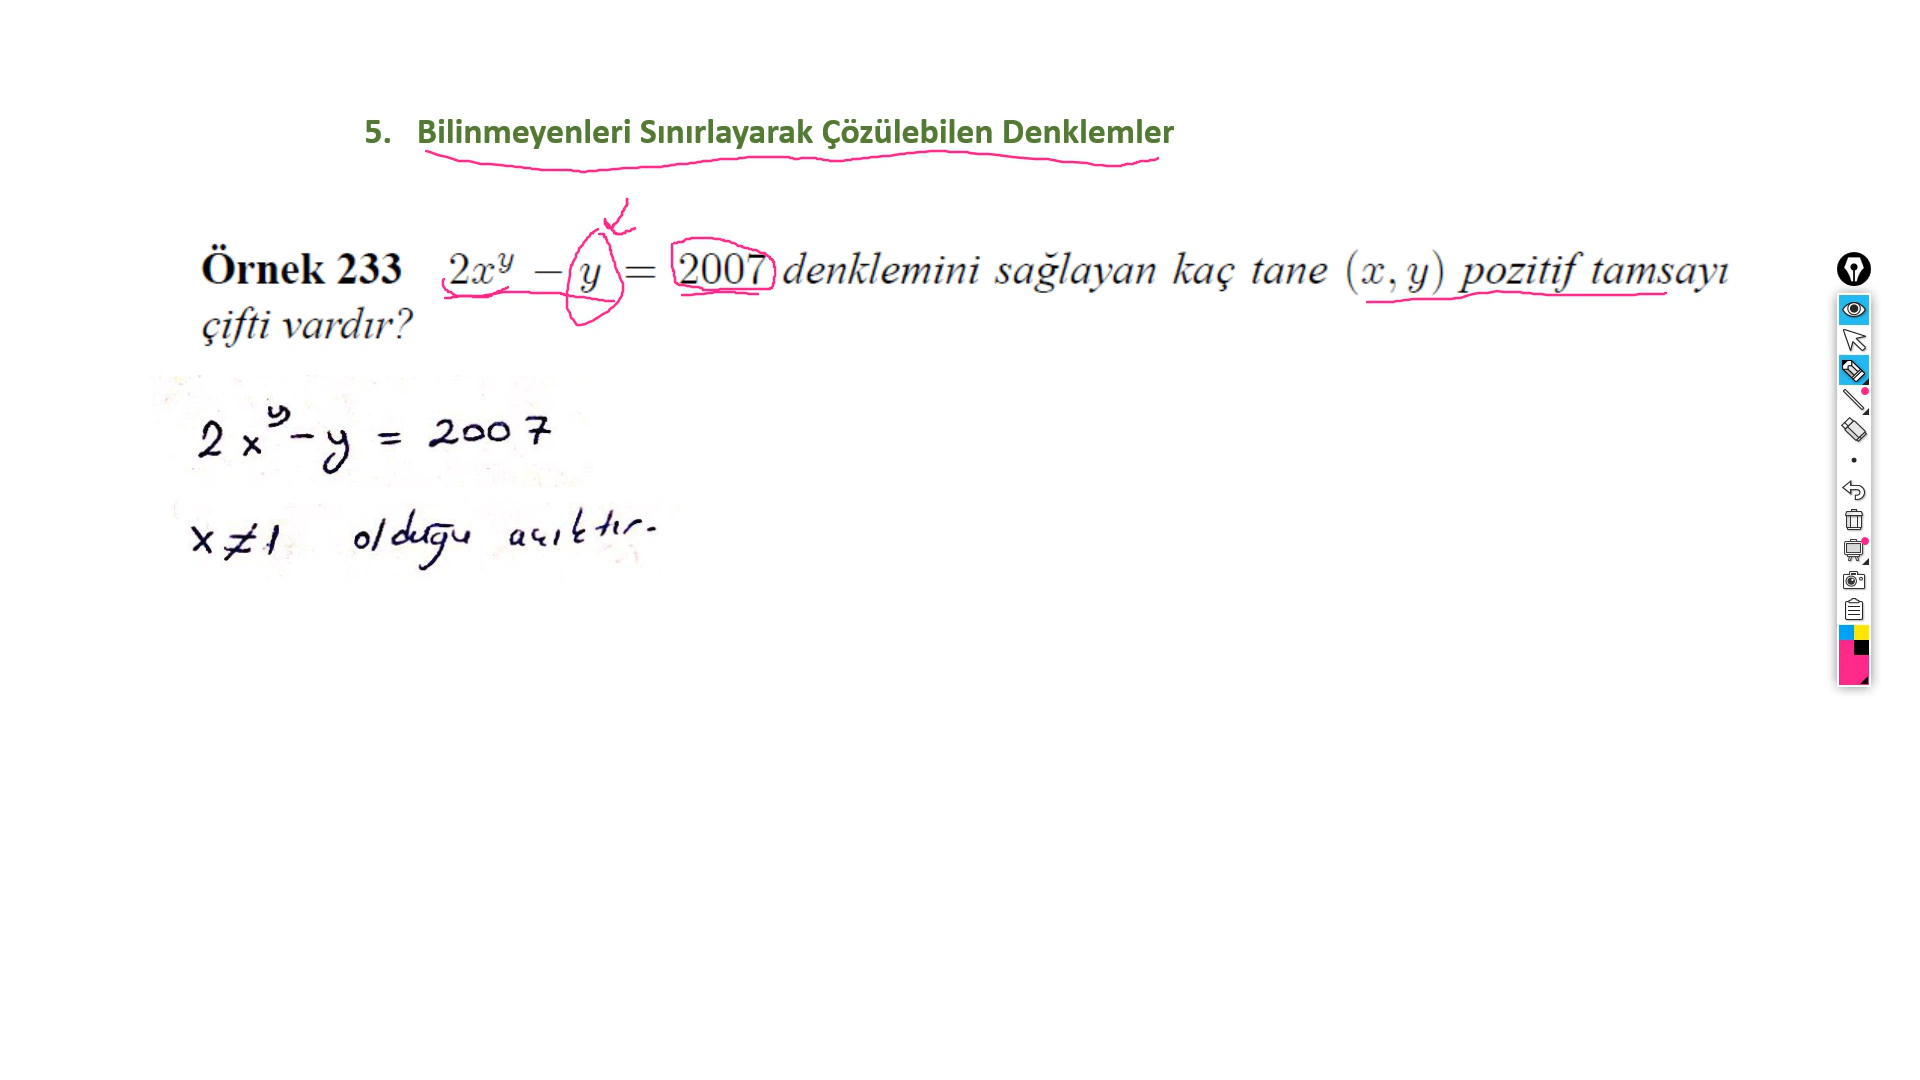 5. Bilinmeyenleri Sınırlayarak Çözülebilen Denklemler
Örnek 233 2x^y − y = 2007 denklemini sağlayan kaç tane (x, y) pozitif tamsayı
çifti vardır?
2x^y − y = 2007
x ≠ 1 olduğu açıktır.